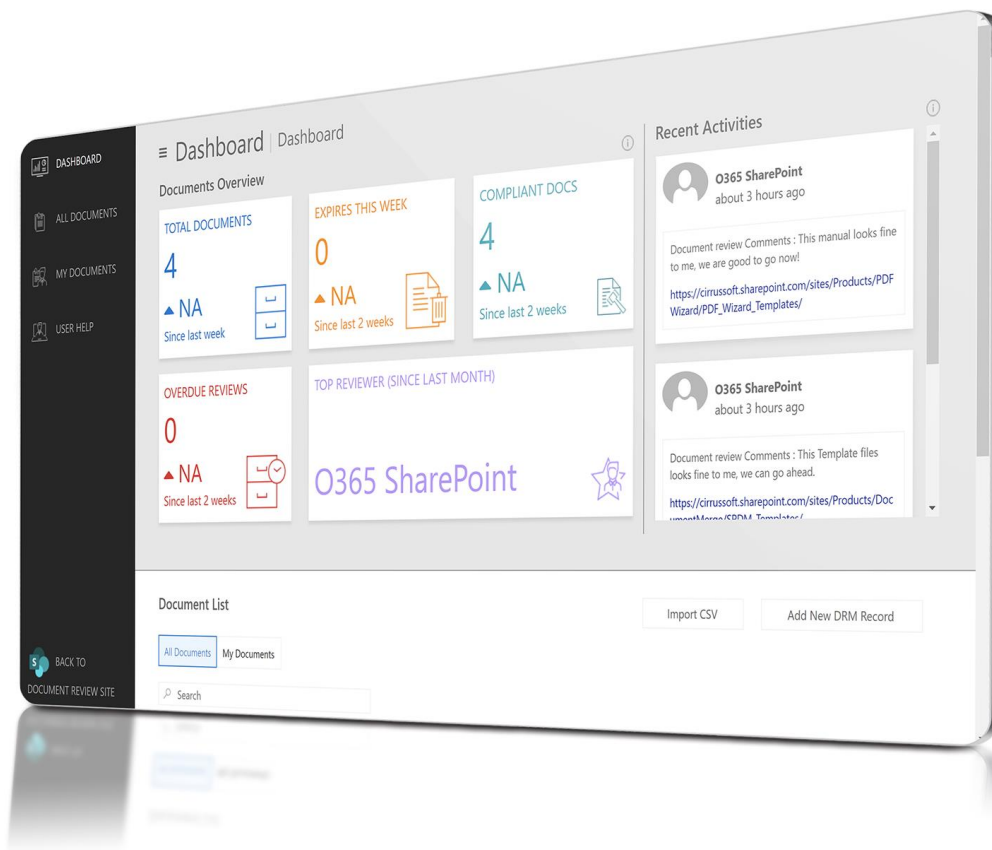 DASHBOARD
ALL DOCUMENTS
MY DOCUMENTS
USER HELP
BACK TO
DOCUMENT REVIEW SITE
Dashboard | Dashboard
Documents Overview
TOTAL DOCUMENTS
4
NA
Since last week
EXPIRES THIS WEEK
0
NA
Since last 2 weeks
COMPLIANT DOCS
4
NA
Since last 2 weeks
OVERDUE REVIEWS
0
NA
Since last 2 weeks
TOP REVIEWER (SINCE LAST MONTH)
O365 SharePoint
Recent Activities
O365 SharePoint
about 3 hours ago
Document review Comments : This manual looks fine
to me, we are good to go now!
https://cirrussoft.sharepoint.com/sites/Products/PDF
Wizard/PDF_Wizard_Templates/
O365 SharePoint
about 3 hours ago
Document review Comments : This Template files
looks fine to me, we can go ahead.
https://cirrussoft.sharepoint.com/sites/Products/Doc
umentMerge/SPDM_Templates/
Document List
Import CSV
Add New DRM Record
All Documents
My Documents
Search
S